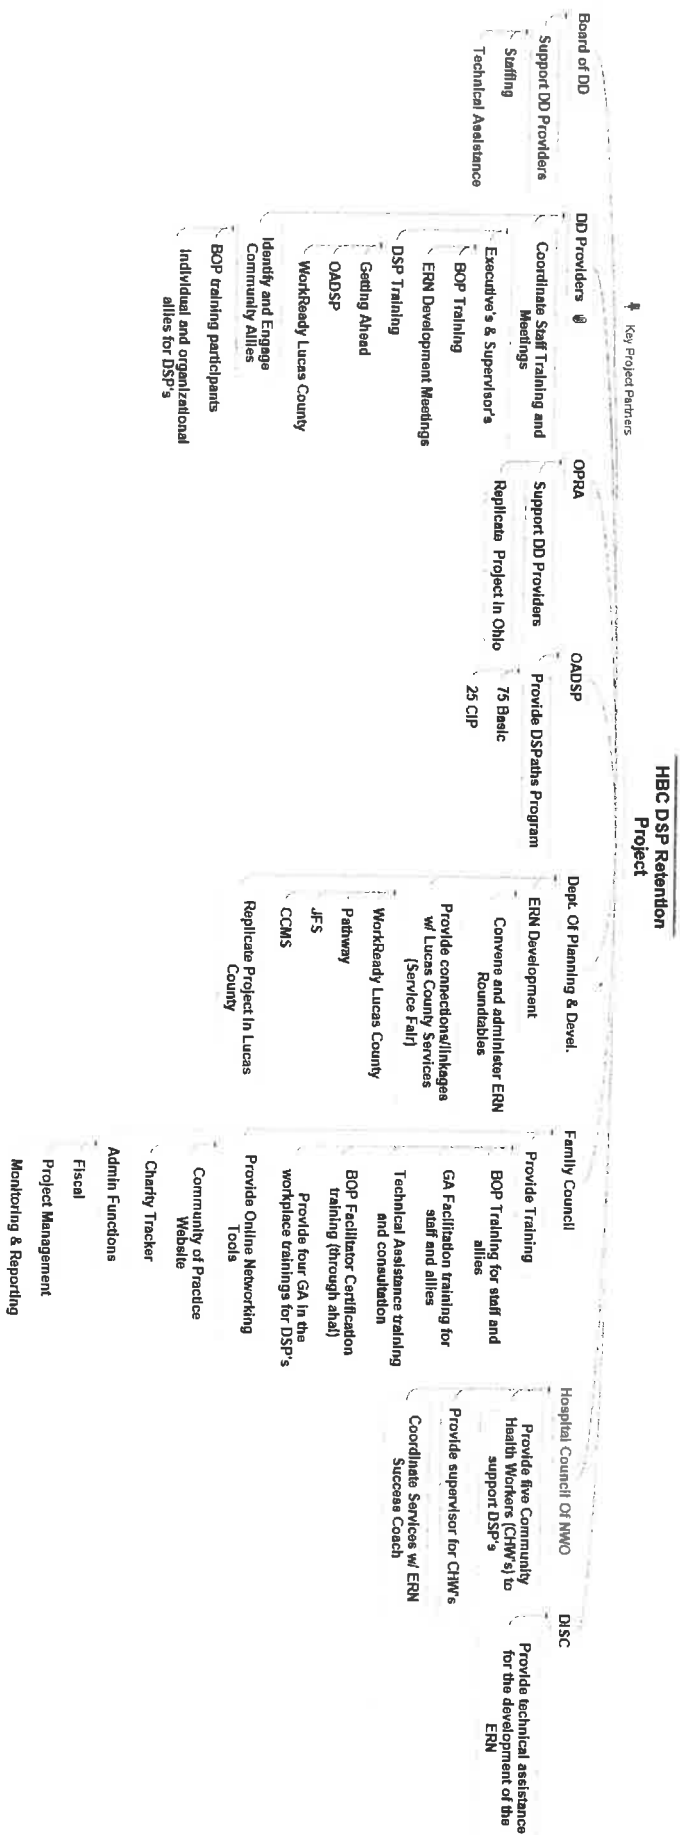 HBC DSP Retention
Project
Key Project Partners
Board of DD
Support DD Providers
Staffing
Technical Assistance
DD Providers
Coordinate Staff Training and
Meetings
Executive's & Supervisor's
BOP Training
ERN Development Meetings
DSP Training
Getting Ahead
OADSP
WorkReady Lucas County
Identify and Engage
Community Allies
BOP training participants
Individual and organizational
allies for DSP's
OPRA
Support DD Providers
Replicate Project in Ohio
OADSP
Provide DSPaths Program
75 Basic
25 CIP
Dept. Of Planning & Devel.
ERN Development
Convene and administer ERN
Roundtables
Provide connections/linkages
w/ Lucas County Services
(Service Fair)
WorkReady Lucas County
Pathway
JFS
CCMS
Replicate Project in Lucas
County
Family Council
Provide Training
BOP Training for staff and
allies
GA Facilitation training for
staff and allies
Technical Assistance training
and consultation
BOP Facilitator Certification
training (through aha!)
Provide four GA in the
workplace trainings for DSP's
Provide Online Networking
Tools
Community of Practice
Website
Charity Tracker
Admin Functions
Fiscal
Project Management
Monitoring & Reporting
Hospital Council Of NWO
Provide five Community
Health Workers (CHW's) to
support DSP's
Provide supervisor for CHW's
Coordinate Services w/ ERN
Success Coach
DISC
Provide technical assistance
for the development of the
ERN